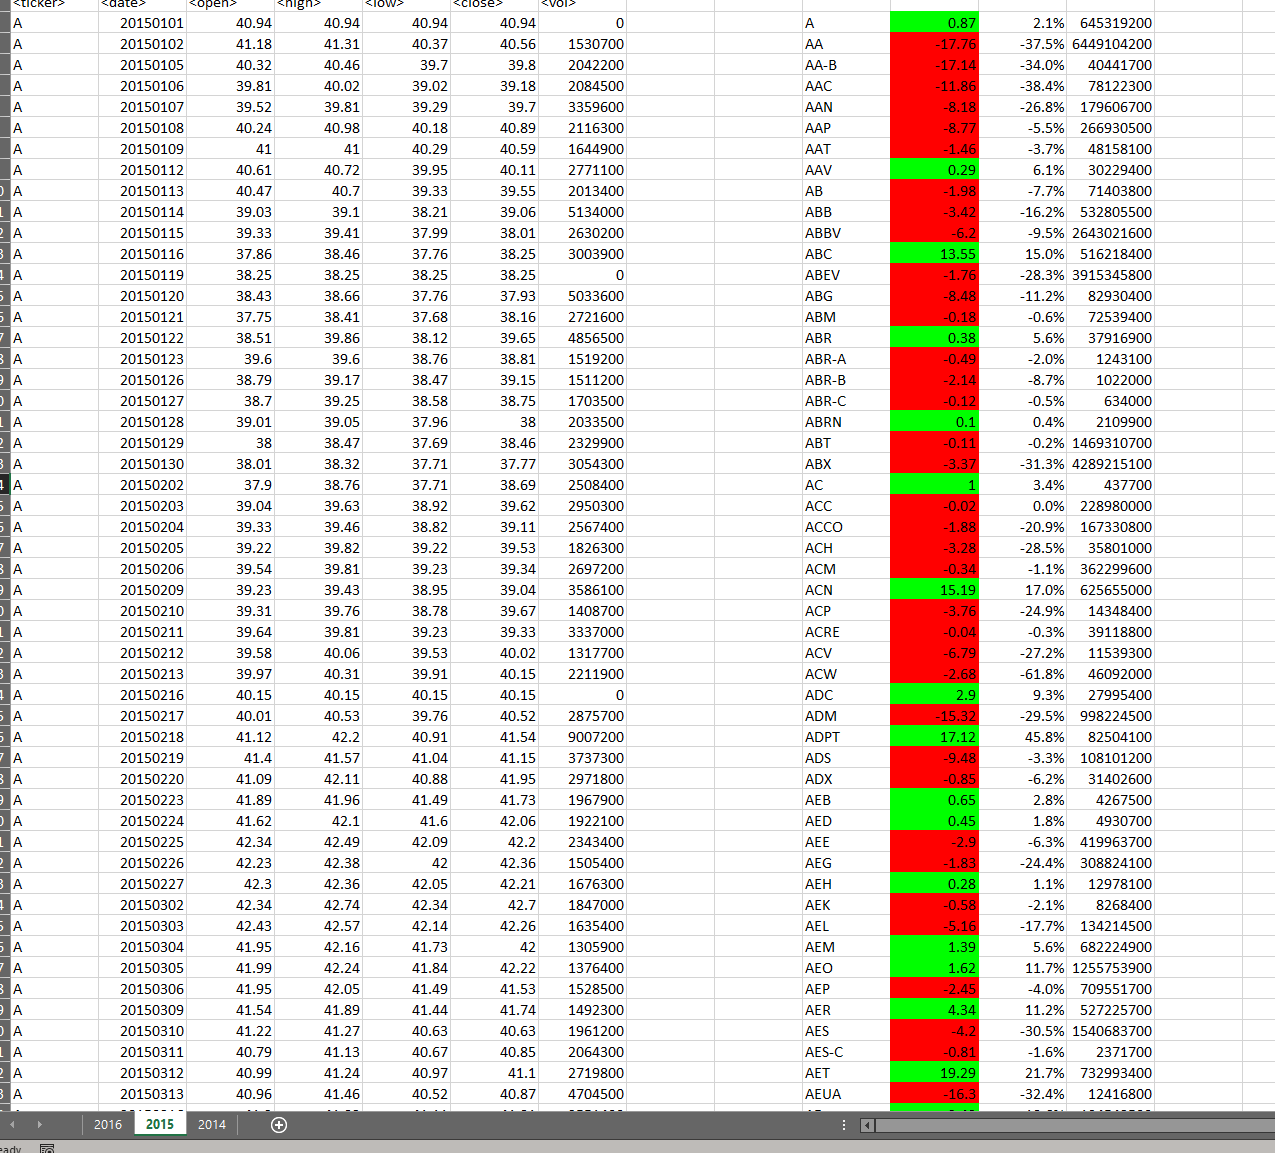 <ticker> <date> <open> <high> <low> <close> <vol>
A 20150101 40.94 40.94 40.94 40.94 0 A 0.87 2.1% 645319200
A 20150102 41.18 41.31 40.37 40.56 1530700 AA -17.76 -37.5% 6449104200
A 20150105 40.32 40.46 39.7 39.8 2042200 AA-B -17.14 -34.0% 40441700
A 20150106 39.81 40.02 39.02 39.18 2084500 AAC -11.86 -38.4% 78122300
A 20150107 39.52 39.81 39.29 39.7 3359600 AAN -8.18 -26.8% 179606700
A 20150108 40.24 40.98 40.18 40.89 2116300 AAP -8.77 -5.5% 266930500
A 20150109 41 41 40.29 40.59 1644900 AAT -1.46 -3.7% 48158100
A 20150112 40.61 40.72 39.95 40.11 2771100 AAV 0.29 6.1% 30229400
A 20150113 40.47 40.7 39.33 39.55 2013400 AB -1.98 -7.7% 71403800
A 20150114 39.03 39.1 38.21 39.06 5134000 ABB -3.42 -16.2% 532805500
A 20150115 39.33 39.41 37.99 38.01 2630200 ABBV -6.2 -9.5% 2643021600
A 20150116 37.86 38.46 37.76 38.25 3003900 ABC 13.55 15.0% 516218400
A 20150119 38.25 38.25 38.25 38.25 0 ABEV -1.76 -28.3% 3915345800
A 20150120 38.43 38.66 37.76 37.93 5033600 ABG -8.48 -11.2% 82930400
A 20150121 37.75 38.41 37.68 38.16 2721600 ABM -0.18 -0.6% 72539400
A 20150122 38.51 39.86 38.12 39.65 4856500 ABR 0.38 5.6% 37916900
A 20150123 39.6 39.6 38.76 38.81 1519200 ABR-A -0.49 -2.0% 1243100
A 20150126 38.79 39.17 38.47 39.15 1511200 ABR-B -2.14 -8.7% 1022000
A 20150127 38.7 39.25 38.58 38.75 1703500 ABR-C -0.12 -0.5% 634000
A 20150128 39.01 39.05 37.96 38 2033500 ABRN 0.1 0.4% 2109900
A 20150129 38 38.47 37.69 38.46 2329900 ABT -0.11 -0.2% 1469310700
A 20150130 38.01 38.32 37.71 37.77 3054300 ABX -3.37 -31.3% 4289215100
A 20150202 37.9 38.76 37.71 38.69 2508400 AC 1 3.4% 437700
A 20150203 39.04 39.63 38.92 39.62 2950300 ACC -0.02 0.0% 228980000
A 20150204 39.33 39.46 38.82 39.11 2567400 ACCO -1.88 -20.9% 167330800
A 20150205 39.22 39.82 39.22 39.53 1826300 ACH -3.28 -28.5% 35801000
A 20150206 39.54 39.81 39.23 39.34 2697200 ACM -0.34 -1.1% 362299600
A 20150209 39.23 39.43 38.95 39.04 3586100 ACN 15.19 17.0% 625655000
A 20150210 39.31 39.76 38.78 39.67 1408700 ACP -3.76 -24.9% 14348400
A 20150211 39.64 39.81 39.23 39.33 3337000 ACRE -0.04 -0.3% 39118800
A 20150212 39.58 40.06 39.53 40.02 1317700 ACV -6.79 -27.2% 11539300
A 20150213 39.97 40.31 39.91 40.15 2211900 ACW -2.68 -61.8% 46092000
A 20150216 40.15 40.15 40.15 40.15 0 ADC 2.9 9.3% 27995400
A 20150217 40.01 40.53 39.76 40.52 2875700 ADM -15.32 -29.5% 998224500
A 20150218 41.12 42.2 40.91 41.54 9007200 ADPT 17.12 45.8% 82504100
A 20150219 41.4 41.57 41.04 41.15 3737300 ADS -9.48 -3.3% 108101200
A 20150220 41.09 42.11 40.88 41.95 2971800 ADX -0.85 -6.2% 31402600
A 20150223 41.89 41.96 41.49 41.73 1967900 AEB 0.65 2.8% 4267500
A 20150224 41.62 42.1 41.6 42.06 1922100 AED 0.45 1.8% 4930700
A 20150225 42.34 42.49 42.09 42.2 2343400 AEE -2.9 -6.3% 419963700
A 20150226 42.23 42.38 42 42.36 1505400 AEG -1.83 -24.4% 308824100
A 20150227 42.3 42.36 42.05 42.21 1676300 AEH 0.28 1.1% 12978100
A 20150302 42.34 42.74 42.34 42.7 1847000 AEK -0.58 -2.1% 8268400
A 20150303 42.43 42.57 42.14 42.26 1635400 AEL -5.16 -17.7% 134214500
A 20150304 41.95 42.16 41.73 42 1305900 AEM 1.39 5.6% 682224900
A 20150305 41.99 42.24 41.84 42.22 1376400 AEO 1.62 11.7% 1255753900
A 20150306 41.95 42.05 41.49 41.53 1528500 AEP -2.45 -4.0% 709551700
A 20150309 41.54 41.89 41.44 41.74 1492300 AER 4.34 11.2% 527225700
A 20150310 41.22 41.27 40.63 40.63 1961200 AES -4.2 -30.5% 1540683700
A 20150311 40.79 41.13 40.67 40.85 2064300 AES-C -0.81 -1.6% 2371700
A 20150312 40.99 41.24 40.97 41.1 2719800 AET 19.29 21.7% 732993400
A 20150313 40.96 41.46 40.52 40.87 4704500 AEUA -16.3 -32.4% 12416800
2016 2015 2014